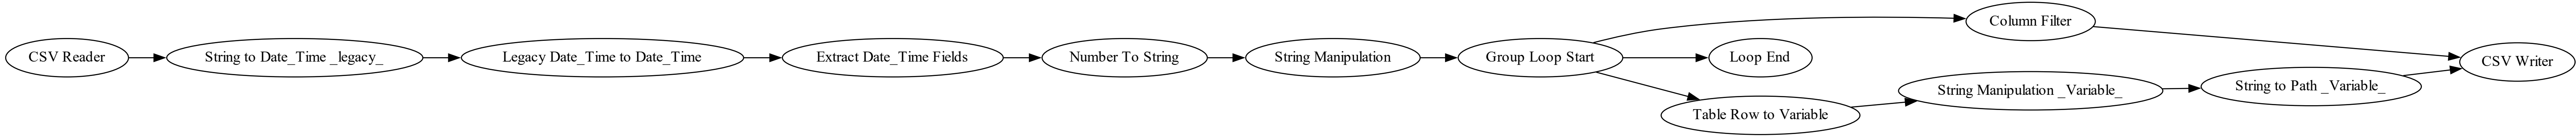 CSV Reader
String to Date_Time _legacy_
Legacy Date_Time to Date_Time
Extract Date_Time Fields
Number To String
String Manipulation
Group Loop Start
Column Filter
Loop End
Table Row to Variable
String Manipulation _Variable_
String to Path _Variable_
CSV Writer